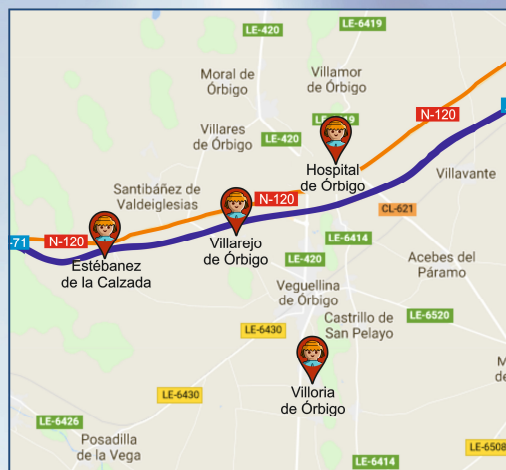 LE-6419
LE-420
Moral de
Órbigo
Villamor
de Órbigo
N-120
Villares
de Órbigo
LE-420
Hospital
de Órbigo
Villavante
Santibáñez de
Valdeiglesias
N-120
CL-621
-71
N-120
Villarejo
de Órbigo
LE-6414
Estébanez
de la Calzada
LE-420
Acebes del
Páramo
Veguellina
de Órbigo
LE-6430
Castrillo de
San Pelayo
LE-6520
Villoria
de Órbigo
LE-6430
LE-6426
Posadilla
de la Vega
LE-6508
LE-6414